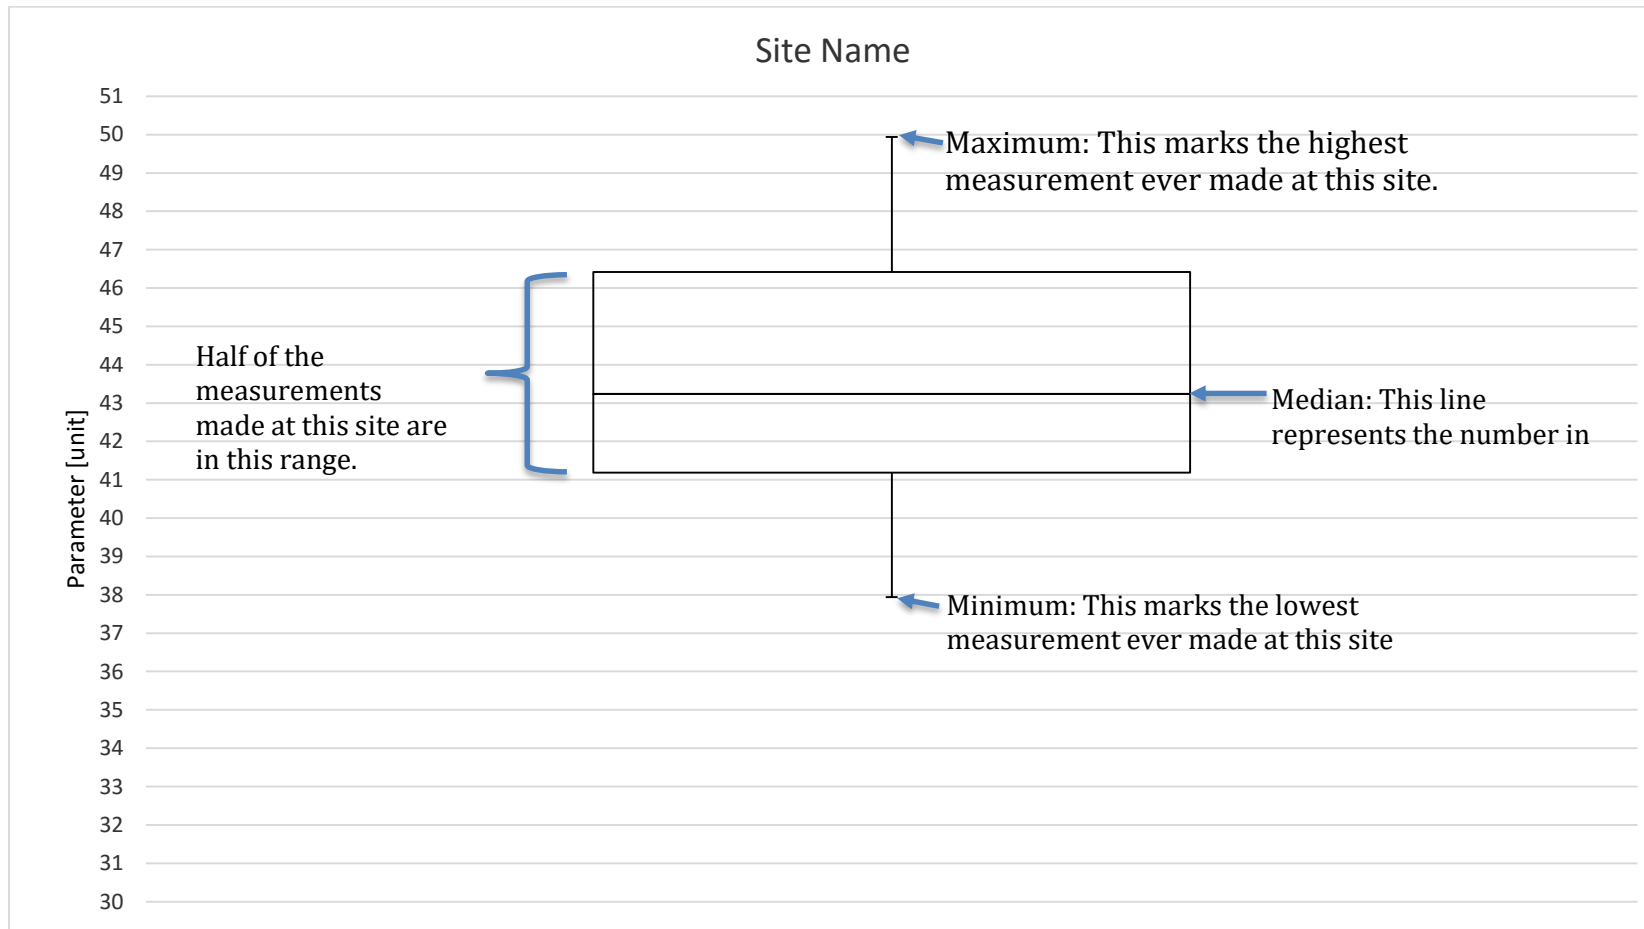 Site Name
51
50
49
48
47
46
45
44
43
42
41
40
39
38
37
36
35
34
33
32
31
30
Parameter [unit]
Maximum: This marks the highest
measurement ever made at this site.
Half of the
measurements
made at this site are
in this range.
Median: This line
represents the number in
Minimum: This marks the lowest
measurement ever made at this site